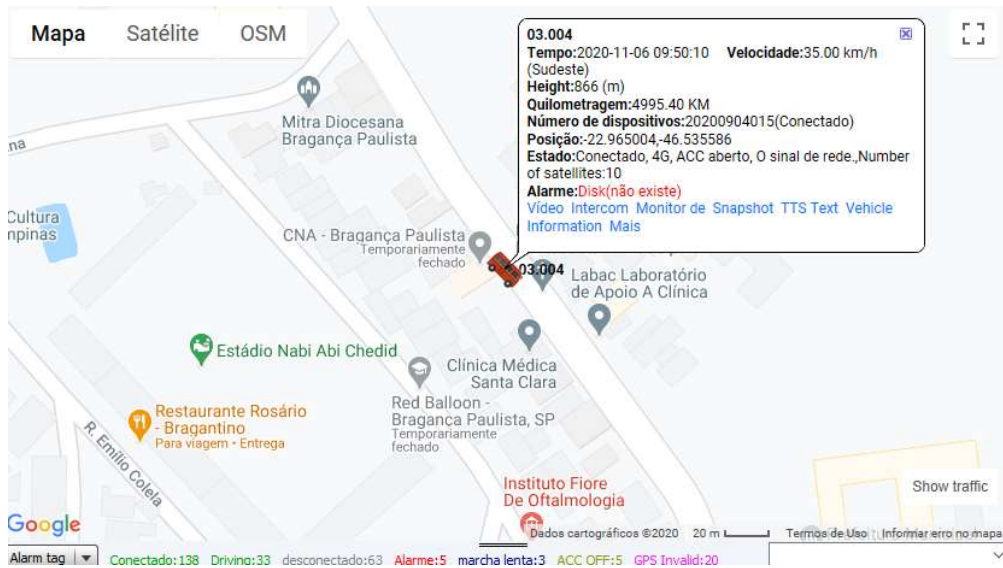 Mapa Satélite OSM
03.004
Tempo:2020-11-06 09:50:10 Velocidade:35.00 km/h
(Sudeste)
Height:866 (m)
Quilometragem:4995.40 KM
Número de dispositivos:20200904015(Conectado)
Posição:-22.965004,-46.535586
Estado:Conectado, 4G, ACC aberto, O sinal de rede.,Number
of satellites:10
Alarme:Disk(não existe)
Vídeo Intercom Monitor de Snapshot TTS Text Vehicle
Information Mais
Mitra Diocesana
Bragança Paulista
na
Cultura
mpinas
CNA - Bragança Paulista
Temporariamente
fechado
03.004
Labac Laboratório
de Apoio A Clínica
Estádio Nabi Abi Chedid
Clínica Médica
Santa Clara
Red Balloon -
Bragança Paulista, SP
Temporariamente
fechado
Restaurante Rosário
- Bragantino
Para viagem • Entrega
R. Emílio Colela
Instituto Fiore
De Oftalmologia
Show traffic
Google
Dados cartográficos ©2020 20 m Termos de Uso Informar erro no mapa
Alarm tag Conectado:138 Driving:33 desconectado:63 Alarme:5 marcha lenta:3 ACC OFF:5 GPS Invalid:20